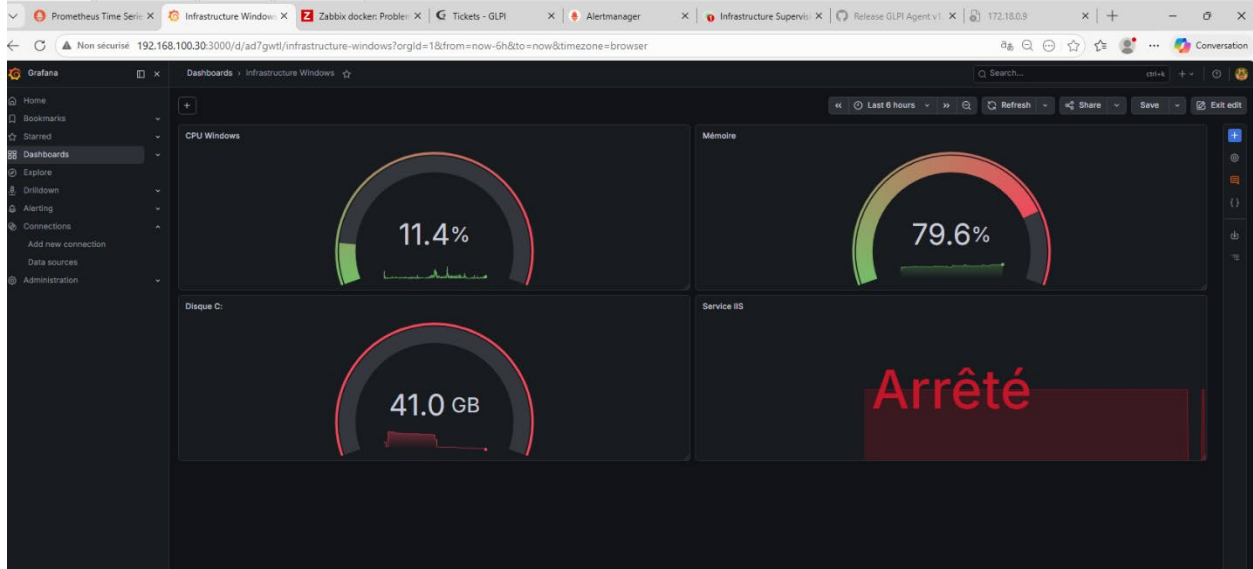 Prometheus Time Serie Infrastructure Window Zabbix docker: Problem Tickets - GLPI Alertmanager Infrastructure Supervis Release GLPI Agent v1. 172.18.0.9
Non sécurisé 192.168.100.30:3000/d/ad7gwtl/infrastructure-windows?orgId=1&from=now-6h&to=now&timezone=browser Conversation
Grafana Dashboards › Infrastructure Windows Search... ctrl+k
Home
Last 6 hours Refresh Share Save Exit edit
Bookmarks
Starred
Dashboards
Explore
Drilldown
Alerting
Connections
Add new connection
Data sources
Administration
CPU Windows
11.4%
Mémoire
79.6%
Disque C:
41.0 GB
Service IIS
Arrêté